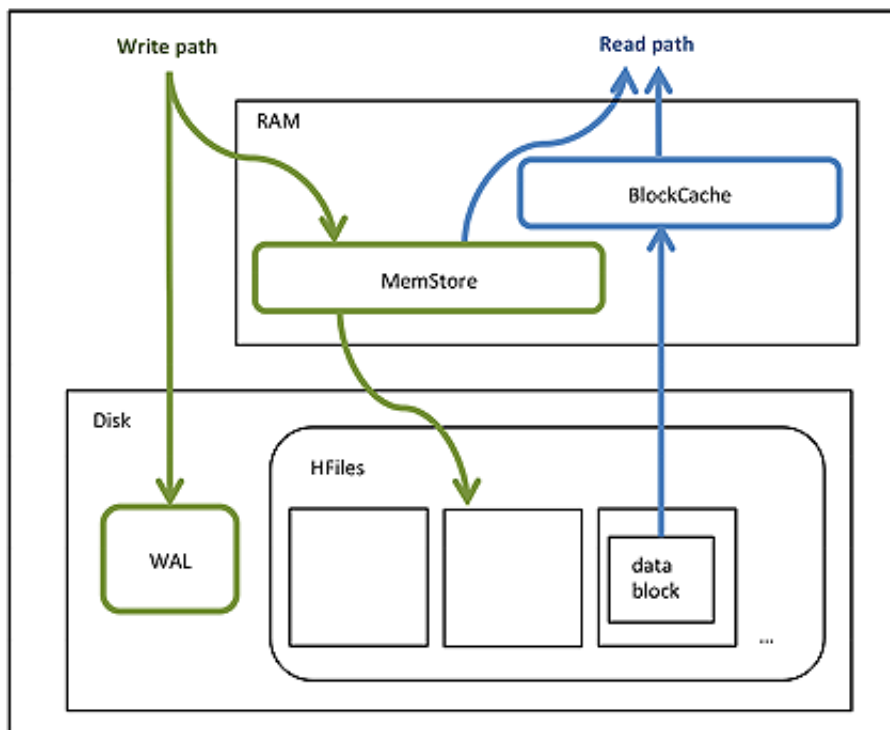 Write path
Read path
RAM
BlockCache
MemStore
Disk
HFiles
WAL
data
block
...